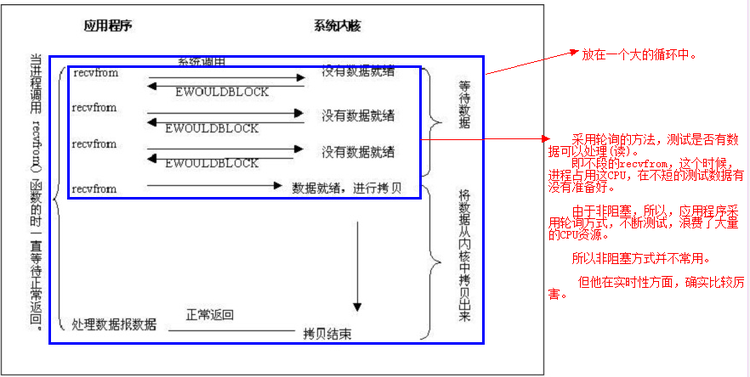 应用程序
系统内核
当进程调用 recvfrom() 函数的时一直等待正常返回。
系统调用
recvfrom
没有数据就绪
EWOULDBLOCK
recvfrom
没有数据就绪
EWOULDBLOCK
recvfrom
没有数据就绪
EWOULDBLOCK
recvfrom
数据就绪，进行拷贝
等待数据
将数据从内核中拷贝出来
处理数据报数据
正常返回
拷贝结束
放在一个大的循环中。
采用轮询的方法，测试是否有数
据可以处理(读)。
即不段的recvfrom，这个时候，
进程占用这CPU，在不短的测试数据有
没有准备好。
由于非阻塞，所以，应用程序采
用轮词方式，不断测试，浪费了大量
的CPU资源。
所以非阻塞方式并不常用。
但他在实时性方面，确实比较厉
害。